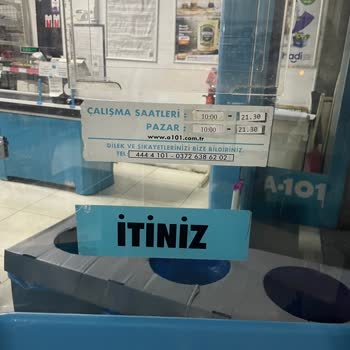 ÇALIŞMA SAATLERİ: 10:00 - 21.30
PAZAR: 10:00 - 21.30
www.a101.com.tr
DİLEK VE ŞİKAYETLERİNİZİ BİZE BİLDİRİNİZ.
TEL: 444 4 101 - 0372 638 62 02
A-101
İTİNİZ
hadi